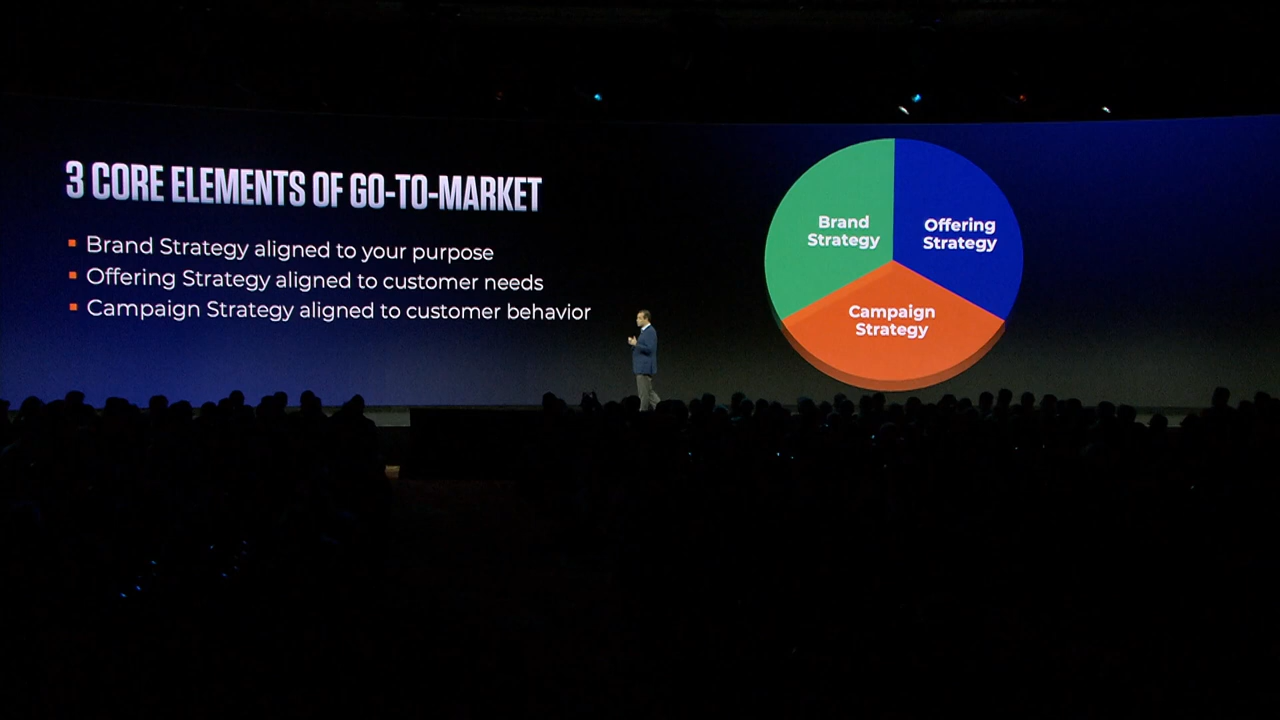 3 CORE ELEMENTS OF GO-TO-MARKET
Brand Strategy aligned to your purpose
Offering Strategy aligned to customer needs
Campaign Strategy aligned to customer behavior
Brand
Strategy
Offering
Strategy
Campaign
Strategy